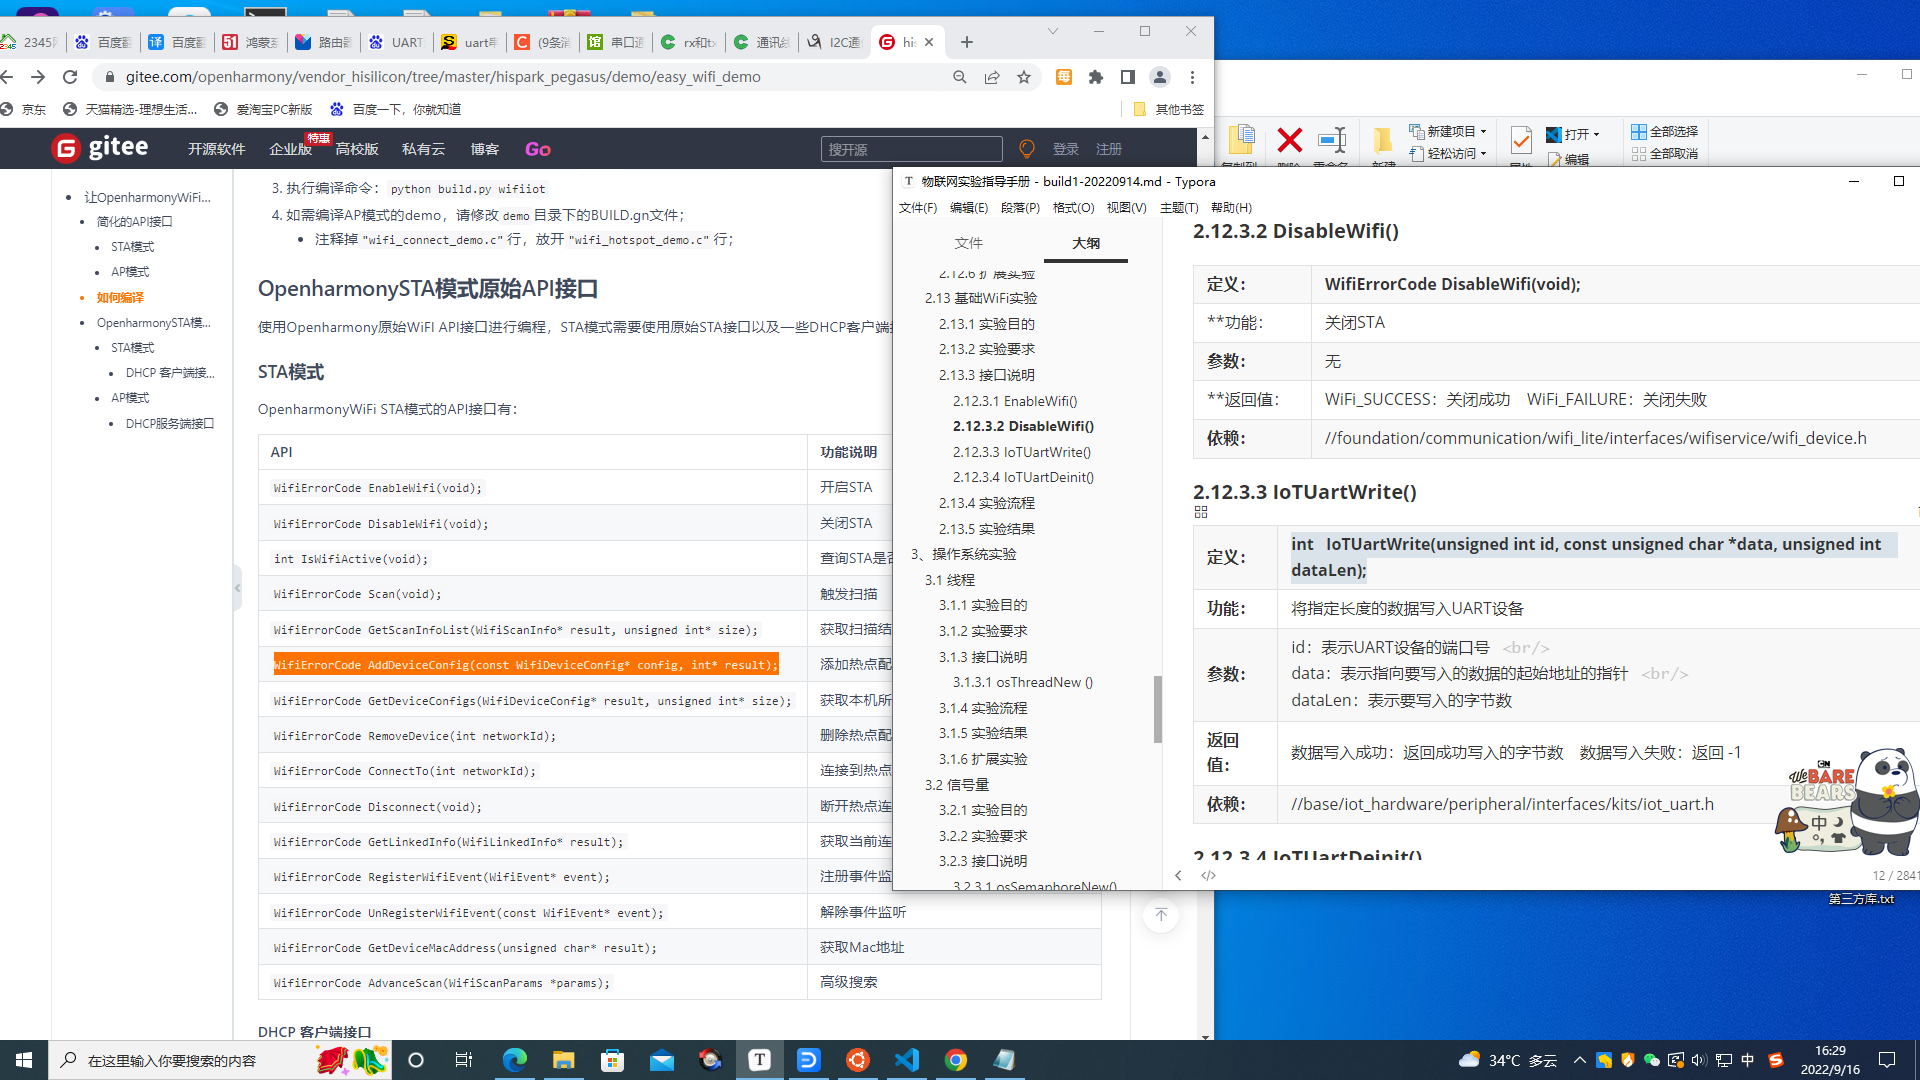 2345网
百度翻
百度翻
鸿蒙系
路由器
UART
uart串
(9条消
串口通
rx和tx
通讯线
I2C通信
his
gitee.com/openharmony/vendor_hisilicon/tree/master/hispark_pegasus/demo/easy_wifi_demo
京东
天猫精选-理想生活...
爱淘宝PC新版
百度一下，你就知道
其他书签
gitee
开源软件
企业版
特惠
高校版
私有云
博客
Go
搜开源
登录
注册
让OpenharmonyWiFi...
简化的API接口
STA模式
AP模式
如何编译
OpenharmonySTA模...
STA模式
DHCP 客户端接...
AP模式
DHCP服务端接口
3. 执行编译命令： python build.py wifiiot
4. 如需编译AP模式的demo，请修改 demo 目录下的BUILD.gn文件；
注释掉 "wifi_connect_demo.c" 行，放开 "wifi_hotspot_demo.c" 行；
OpenharmonySTA模式原始API接口
使用Openharmony原始WiFI API接口进行编程，STA模式需要使用原始STA接口以及一些DHCP客户端接
STA模式
OpenharmonyWiFi STA模式的API接口有：
API 功能说明
WifiErrorCode EnableWifi(void); 开启STA
WifiErrorCode DisableWifi(void); 关闭STA
int IsWifiActive(void); 查询STA是否
WifiErrorCode Scan(void); 触发扫描
WifiErrorCode GetScanInfoList(WifiScanInfo* result, unsigned int* size); 获取扫描结
WifiErrorCode AddDeviceConfig(const WifiDeviceConfig* config, int* result); 添加热点配
WifiErrorCode GetDeviceConfigs(WifiDeviceConfig* result, unsigned int* size); 获取本机所
WifiErrorCode RemoveDevice(int networkId); 删除热点配
WifiErrorCode ConnectTo(int networkId); 连接到热点
WifiErrorCode Disconnect(void); 断开热点连
WifiErrorCode GetLinkedInfo(WifiLinkedInfo* result); 获取当前连
WifiErrorCode RegisterWifiEvent(WifiEvent* event); 注册事件监
WifiErrorCode UnRegisterWifiEvent(const WifiEvent* event); 解除事件监听
WifiErrorCode GetDeviceMacAddress(unsigned char* result); 获取Mac地址
WifiErrorCode AdvanceScan(WifiScanParams *params); 高级搜索
DHCP 客户端接口
新建项目
轻松访问
打开
编辑
全部选择
全部取消
物联网实验指导手册 - build1-20220914.md - Typora
文件(F) 编辑(E) 段落(P) 格式(O) 视图(V) 主题(T) 帮助(H)
文件
大纲
2.12.6 扩展实验
2.13 基础WiFi实验
2.13.1 实验目的
2.13.2 实验要求
2.13.3 接口说明
2.12.3.1 EnableWifi()
2.12.3.2 DisableWifi()
2.12.3.3 IoTUartWrite()
2.12.3.4 IoTUartDeinit()
2.13.4 实验流程
2.13.5 实验结果
3、操作系统实验
3.1 线程
3.1.1 实验目的
3.1.2 实验要求
3.1.3 接口说明
3.1.3.1 osThreadNew ()
3.1.4 实验流程
3.1.5 实验结果
3.1.6 扩展实验
3.2 信号量
3.2.1 实验目的
3.2.2 实验要求
3.2.3 接口说明
3.2.3.1 osSemaphoreNew()
2.12.3.2 DisableWifi()
定义： WifiErrorCode DisableWifi(void);
**功能： 关闭STA
参数： 无
**返回值： WiFi_SUCCESS：关闭成功 WiFi_FAILURE：关闭失败
依赖： //foundation/communication/wifi_lite/interfaces/wifiservice/wifi_device.h
2.12.3.3 IoTUartWrite()
定义： int IoTUartWrite(unsigned int id, const unsigned char *data, unsigned int
dataLen);
功能： 将指定长度的数据写入UART设备
参数： id：表示UART设备的端口号 <br/>
data：表示指向要写入的数据的起始地址的指针 <br/>
dataLen：表示要写入的字节数
返回
值： 数据写入成功：返回成功写入的字节数 数据写入失败：返回 -1
依赖： //base/iot_hardware/peripheral/interfaces/kits/iot_uart.h
2.12.3.4 IoTUartDeinit()
12 / 2841
CN
We BARE
BEARS
中
第三方库.txt
在这里输入你要搜索的内容
34°C 多云
中
16:29
2022/9/16